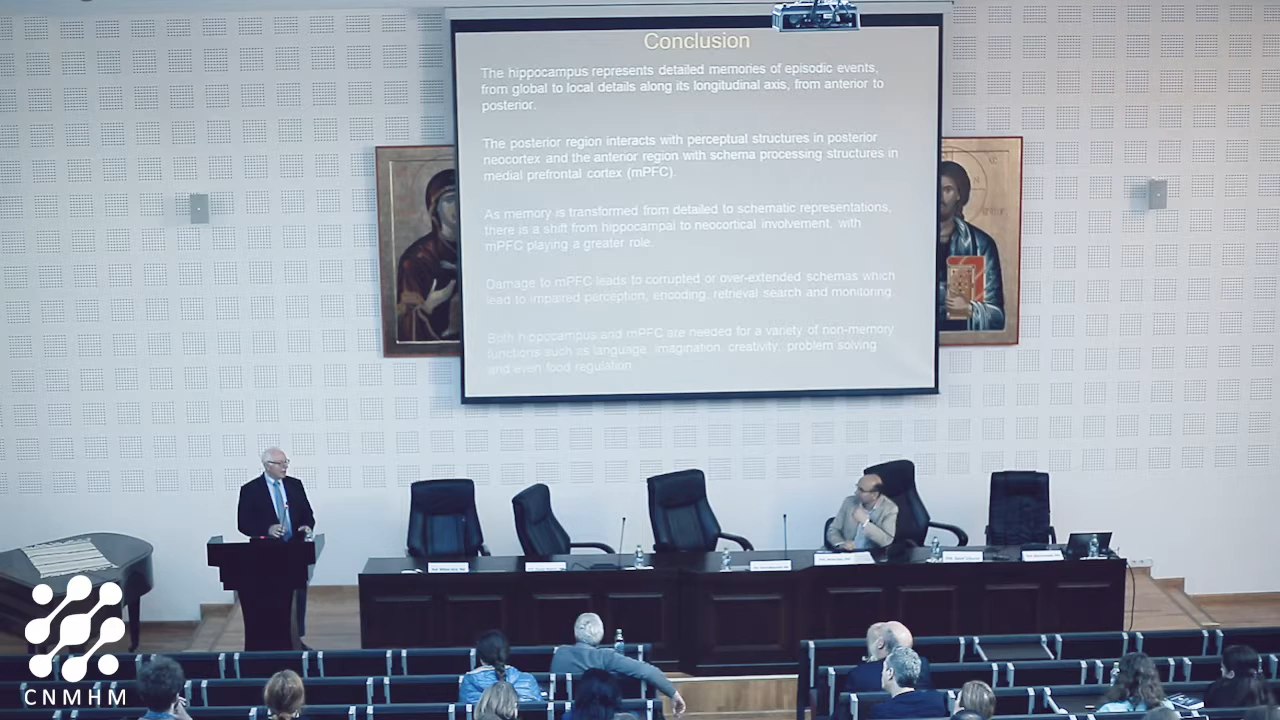 Conclusion
The hippocampus represents detailed memories of episodic events,
from global to local details along its longitudinal axis, from anterior to
posterior.
The posterior region interacts with perceptual structures in posterior
neocortex and the anterior region with schema processing structures in
medial prefrontal cortex (mPFC).
As memory is transformed from detailed to schematic representations,
there is a shift from hippocampal to neocortical involvement, with
mPFC playing a greater role.
Damage to mPFC leads to corrupted or over-extended schemas which
lead to impaired perception, encoding, retrieval search and monitoring.
Both hippocampus and mPFC are needed for a variety of non-memory
functions such as language, imagination, creativity, problem solving
and even food regulation
CNMHM